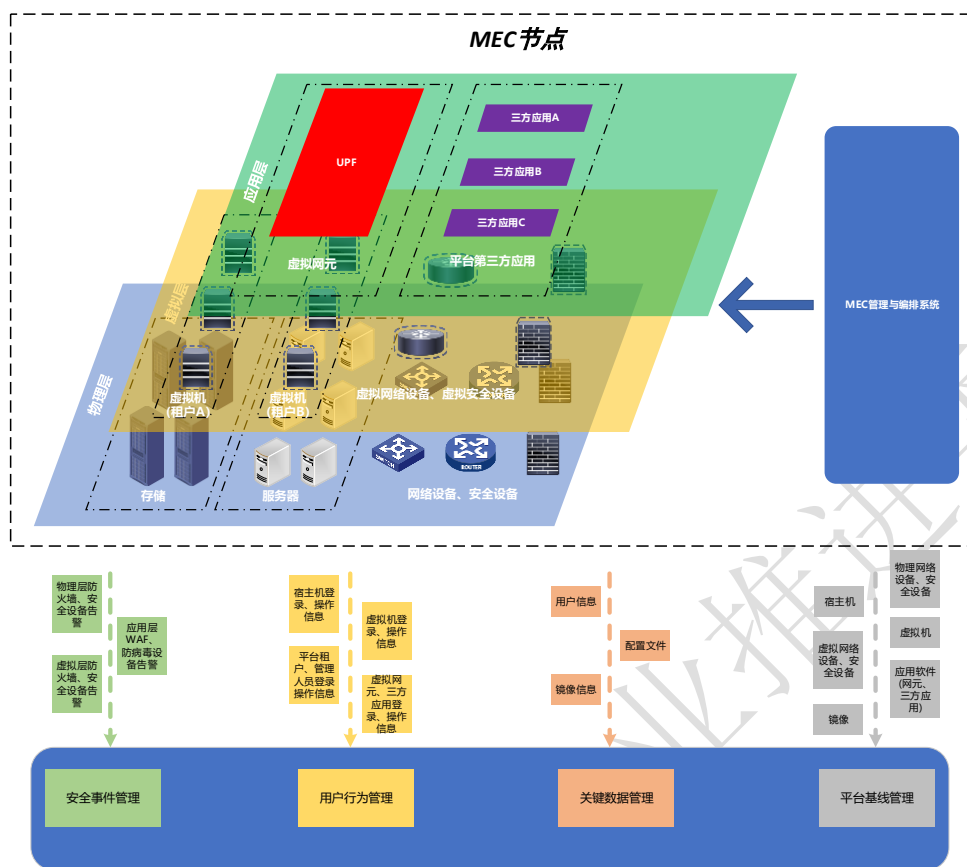 MEC节点
UPF
三方应用A
三方应用B
三方应用C
应用层
虚拟网元
平台第三方应用
虚拟层
MEC管理与编排系统
物理层
虚拟机
(租户A)
虚拟机
(租户B)
虚拟网络设备、虚拟安全设备
ROUTER
存储
服务器
网络设备、安全设备
物理层防
火墙、安
全设备告
警
应用层
WAF、
防病毒设
备告警
虚拟层防
火墙、安
全设备告
警
宿主机登
录、操作
信息
虚拟机登
录、操作
信息
平台租
户、管理
人员登录
操作信息
虚拟网
元、三方
应用登
录、操作
信息
用户信息
配置文件
镜像信息
物理网络
设备、安
全设备
宿主机
虚拟机
虚拟网络
设备、安
全设备
应用软件
(网元、
三方应
用)
镜像
安全事件管理
用户行为管理
关键数据管理
平台基线管理
业推进